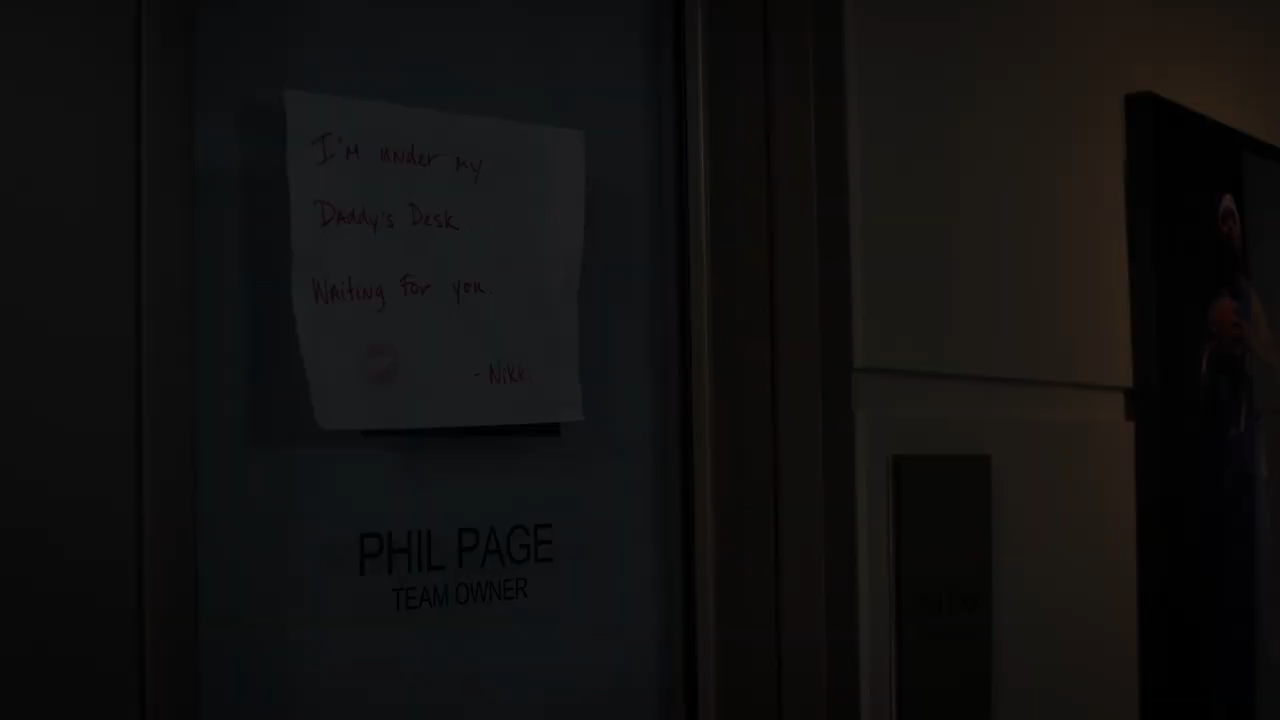 I'm under my
Daddy's Desk
Waiting for you.
- Nikki
PHIL PAGE
TEAM OWNER